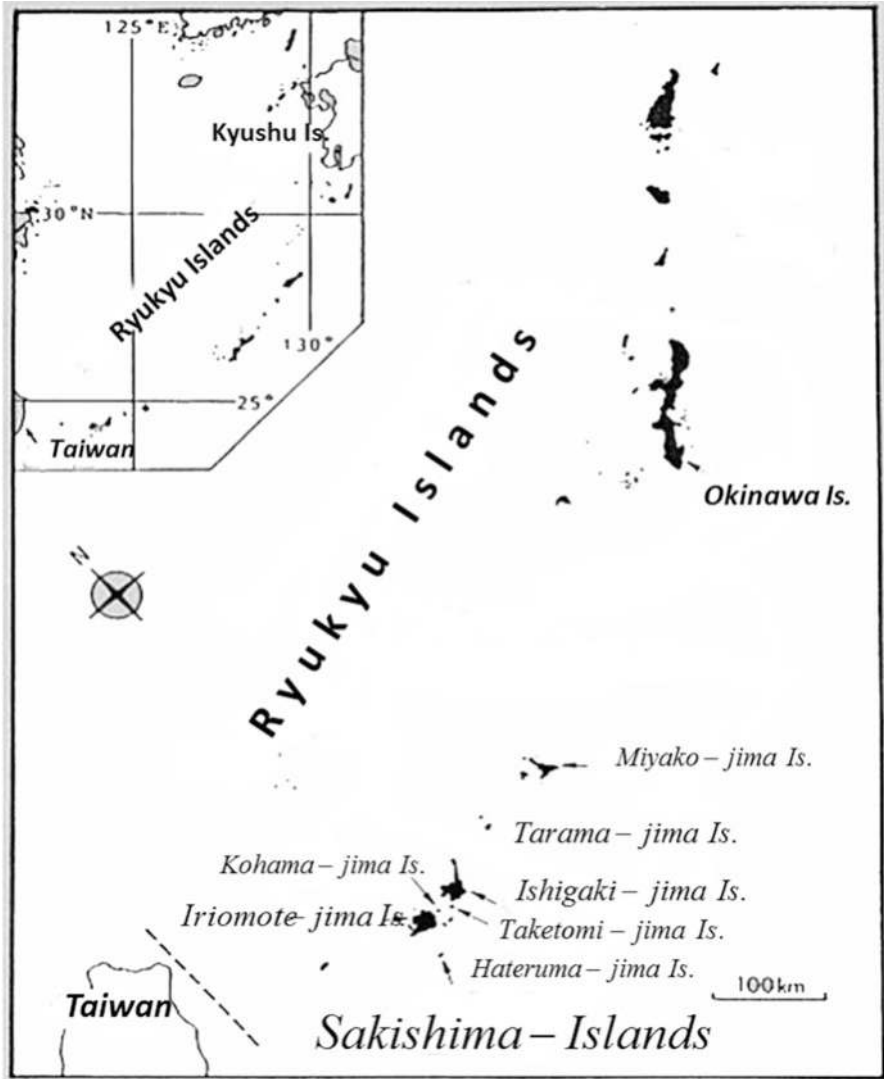 125°E
Kyushu Is.
30°N
Ryukyu Islands
130°
25°
Taiwan
Ryukyu Islands
Okinawa Is.
N
Miyako – jima Is.
Tarama – jima Is.
Kohama – jima Is.
Ishigaki – jima Is.
Iriomote – jima Is
Taketomi – jima Is.
Hateruma – jima Is.
100km
Taiwan
Sakishima – Islands